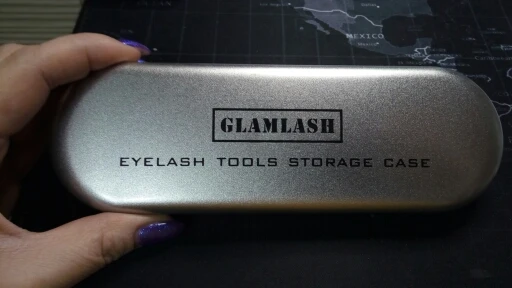 MEXICO
GLAMLASH
EYELASH TOOLS STORAGE CASE